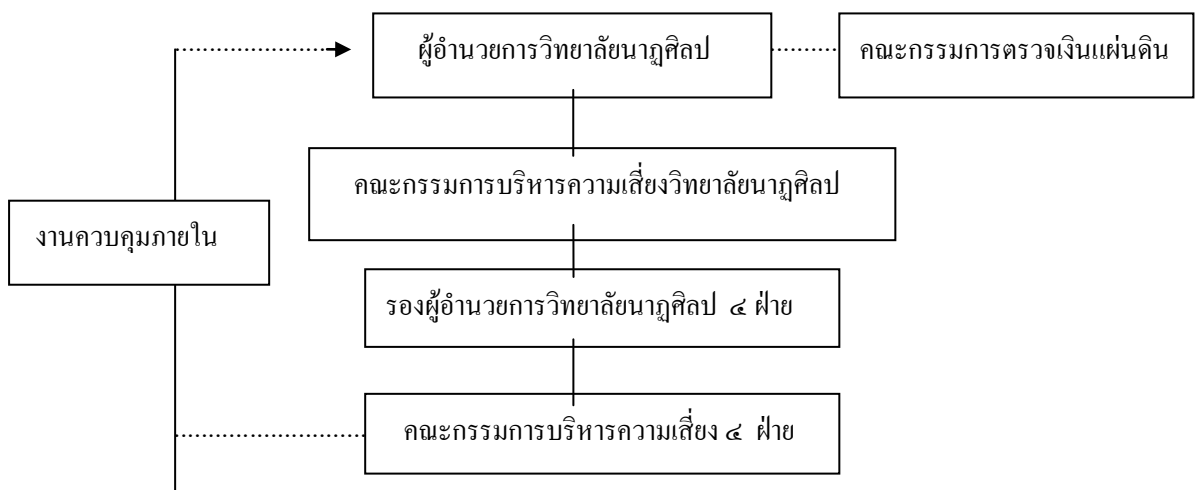 ผู้อำนวยการวิทยาลัยนาฏศิลป
คณะกรรมการตรวจเงินแผ่นดิน
คณะกรรมการบริหารความเสี่ยงวิทยาลัยนาฏศิลป
งานควบคุมภายใน
รองผู้อำนวยการวิทยาลัยนาฏศิลป ๔ ฝ่าย
คณะกรรมการบริหารความเสี่ยง ๔ ฝ่าย